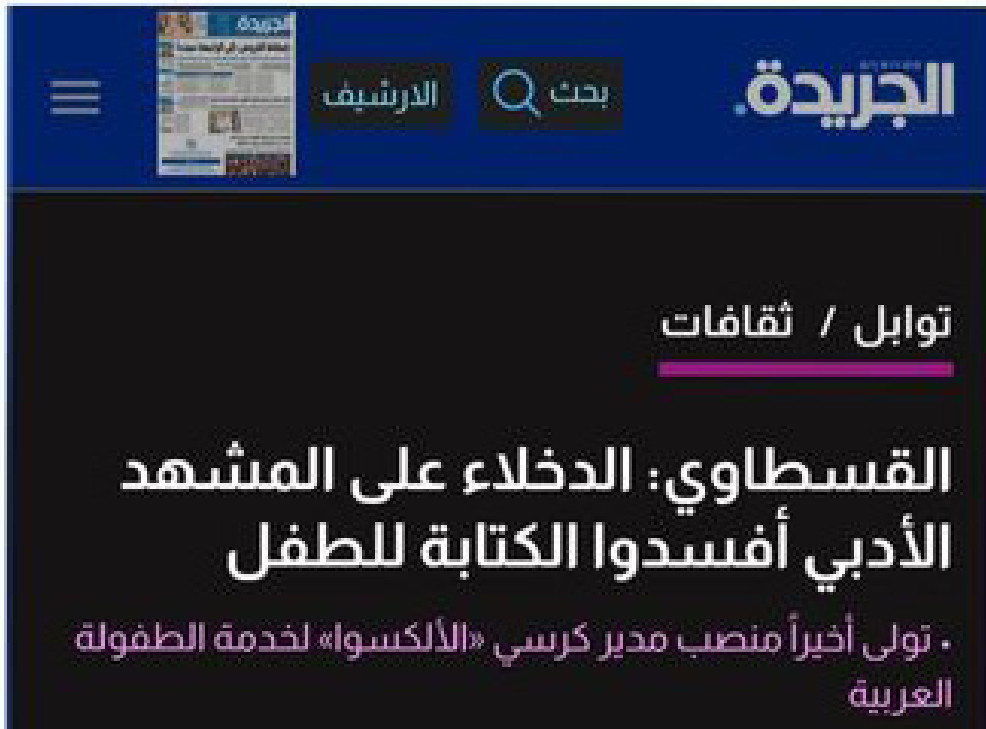 الجريدة.
بحث
الارشيف
الجريدة
توابل / ثقافات
القسطاوي: الدخلاء على المشهد
الأدبي أفسدوا الكتابة للطفل
• تولى أخيراً منصب مدير كرسي «الألكسوا» لخدمة الطفولة
العربية